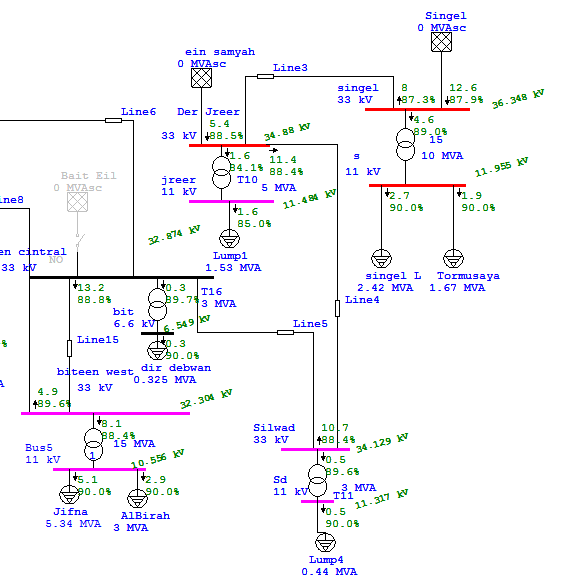 Singel
0 MVAsc
ein samyah
0 MVAsc
Line3
singel
33 kV
8
87.3%
12.6
87.9%
36.348 kV
Line6
Der Jreer
33 kV
5.4
88.5%
34.88 kV
4.6
89.0%
15
10 MVA
s
11 kV
11.955 kV
1.6
84.1%
T10
5 MVA
11.4
88.4%
jreer
11 kV
11.484 kV
2.7
90.0%
1.9
90.0%
Bait Eil
0 MVAsc
NO
ne8
1.6
85.0%
Lump1
1.53 MVA
singel L
2.42 MVA
Tormusaya
1.67 MVA
32.874 kV
en cintral
33 kV
13.2
88.8%
0.3
89.7%
T16
3 MVA
bit
6.6 kV
6.549 kV
Line4
Line5
Line15
0.3
90.0%
dir debwan
0.325 MVA
biteen west
33 kV
%
A
4.9
89.6%
32.304 kV
8.1
88.4%
15 MVA
1
Bus5
11 kV
10.556 kV
5.1
90.0%
2.9
90.0%
Jifna
5.34 MVA
AlBirah
3 MVA
Silwad
33 kV
10.7
88.4%
34.129 kV
0.5
89.6%
3 MVA
T11
Sd
11 kV
11.317 kV
0.5
90.0%
Lump4
0.44 MVA